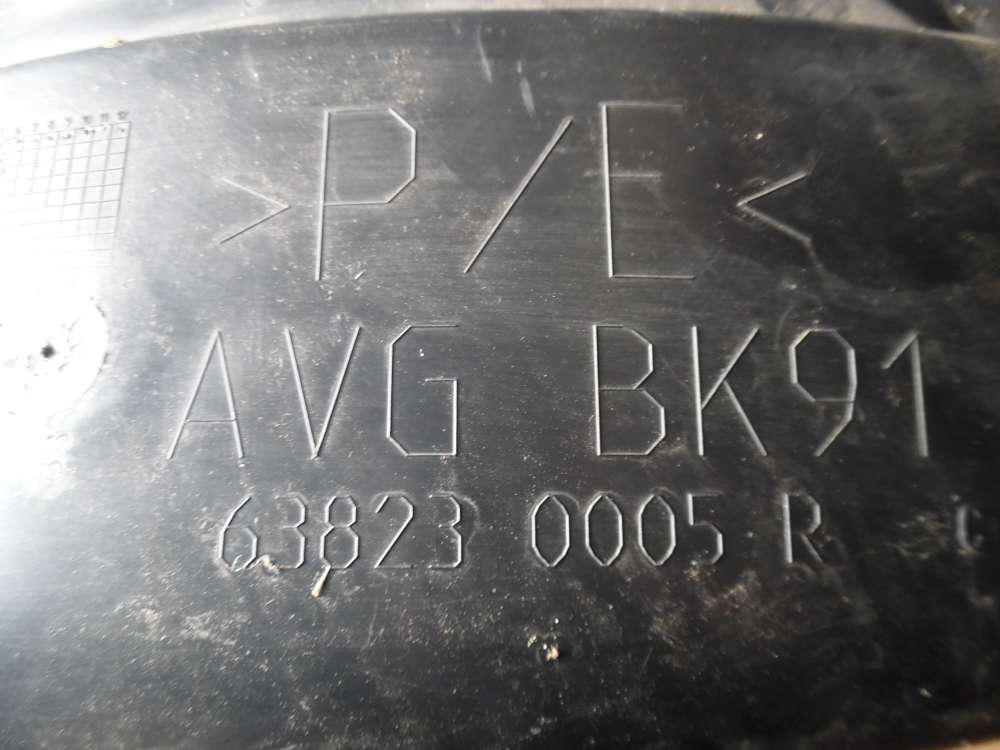 >P/E<
AVG BK91
63823 0005 R